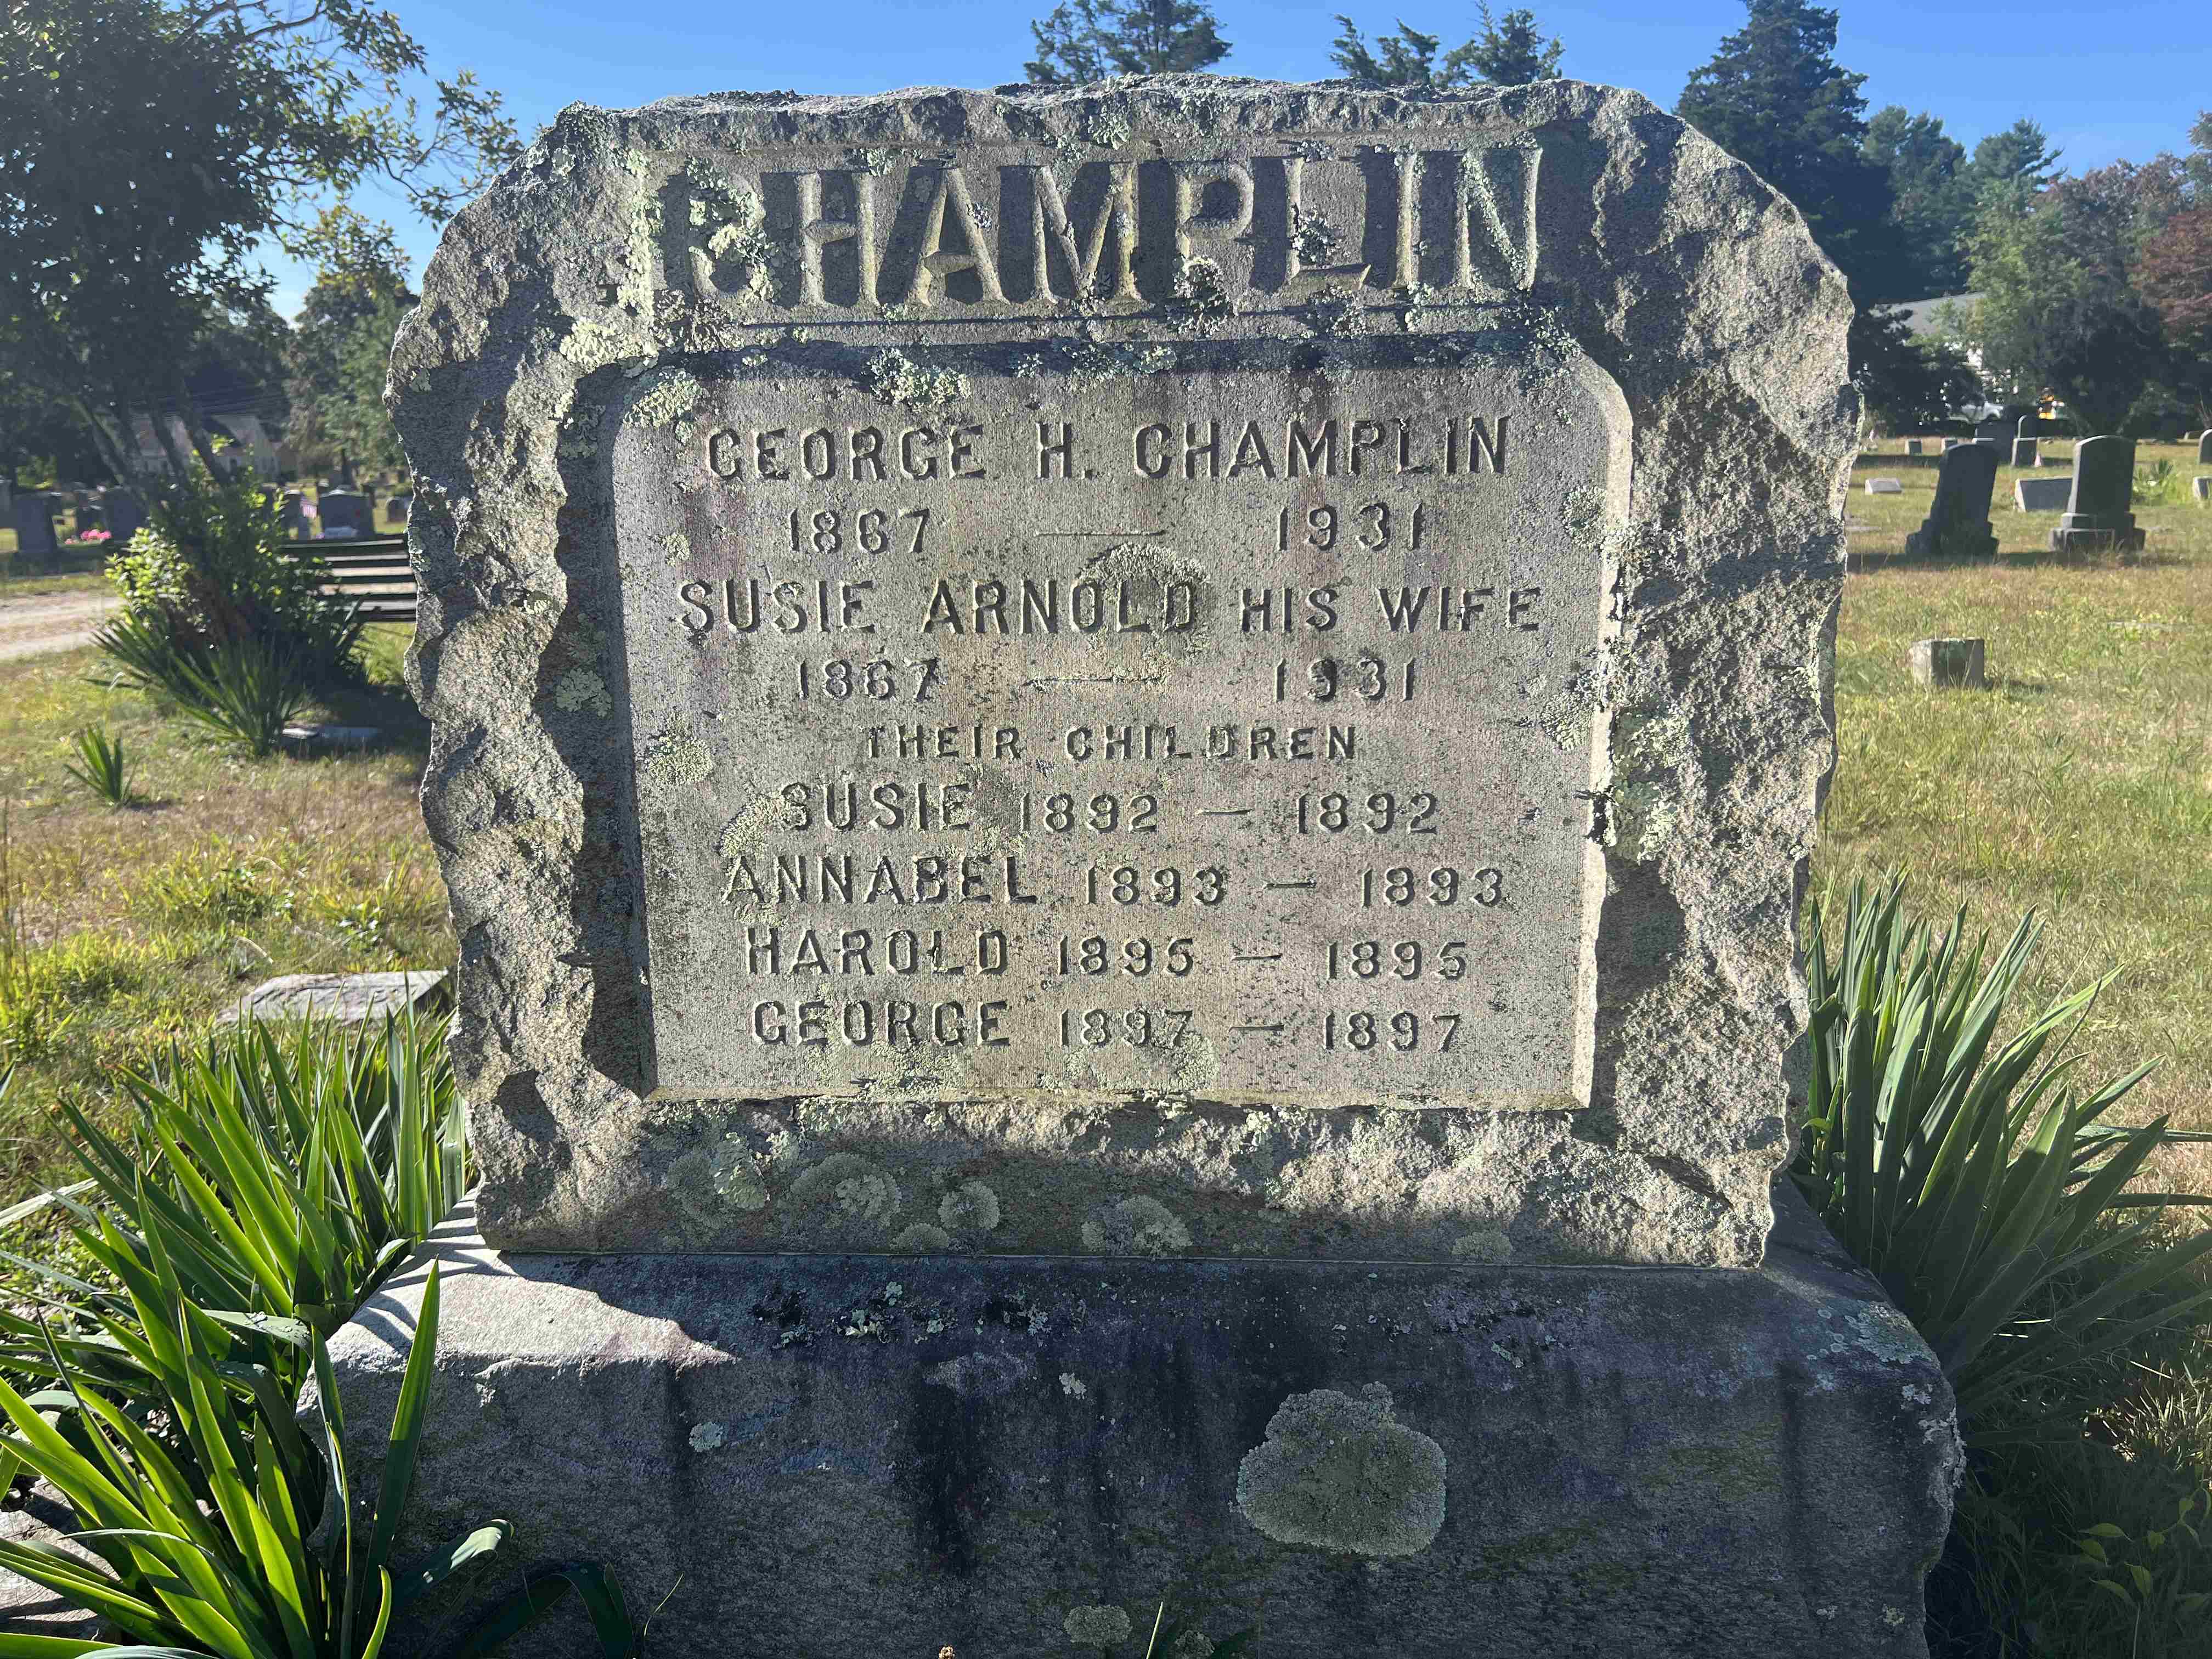 CHAMPLIN
GEORGE H. CHAMPLIN
1867 — 1931
SUSIE ARNOLD HIS WIFE
1867 — 1931
THEIR CHILDREN
SUSIE 1892 — 1892
ANNABEL 1893 — 1893
HAROLD 1895 — 1895
GEORGE 1897 — 1897